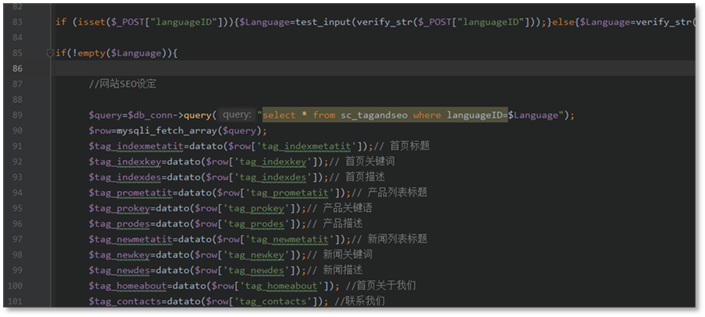 82
83 if (isset($_POST["languageID"])){$Language=test_input(verify_str($_POST["languageID"]));}else{$Language=verify_str(
84
85 if(!empty($Language)){
86
87 //网站SEO设定
88
89 $query=$db_conn->query( query: "select * from sc_tagandseo where languageID=$Language");
90 $row=mysqli_fetch_array($query);
91 $tag_indexmetatit=datato($row['tag_indexmetatit']);// 首页标题
92 $tag_indexkey=datato($row['tag_indexkey']);// 首页关键词
93 $tag_indexdes=datato($row['tag_indexdes']);// 首页描述
94 $tag_prometatit=datato($row['tag_prometatit']);// 产品列表标题
95 $tag_prokey=datato($row['tag_prokey']);// 产品关键语
96 $tag_prodes=datato($row['tag_prodes']);// 产品描述
97 $tag_newmetatit=datato($row['tag_newmetatit']);// 新闻列表标题
98 $tag_newkey=datato($row['tag_newkey']);// 新闻关键词
99 $tag_newdes=datato($row['tag_newdes']);// 新闻描述
100 $tag_homeabout=datato($row['tag_homeabout']); //首页关于我们
101 $tag_contacts=datato($row['tag_contacts']); //联系我们